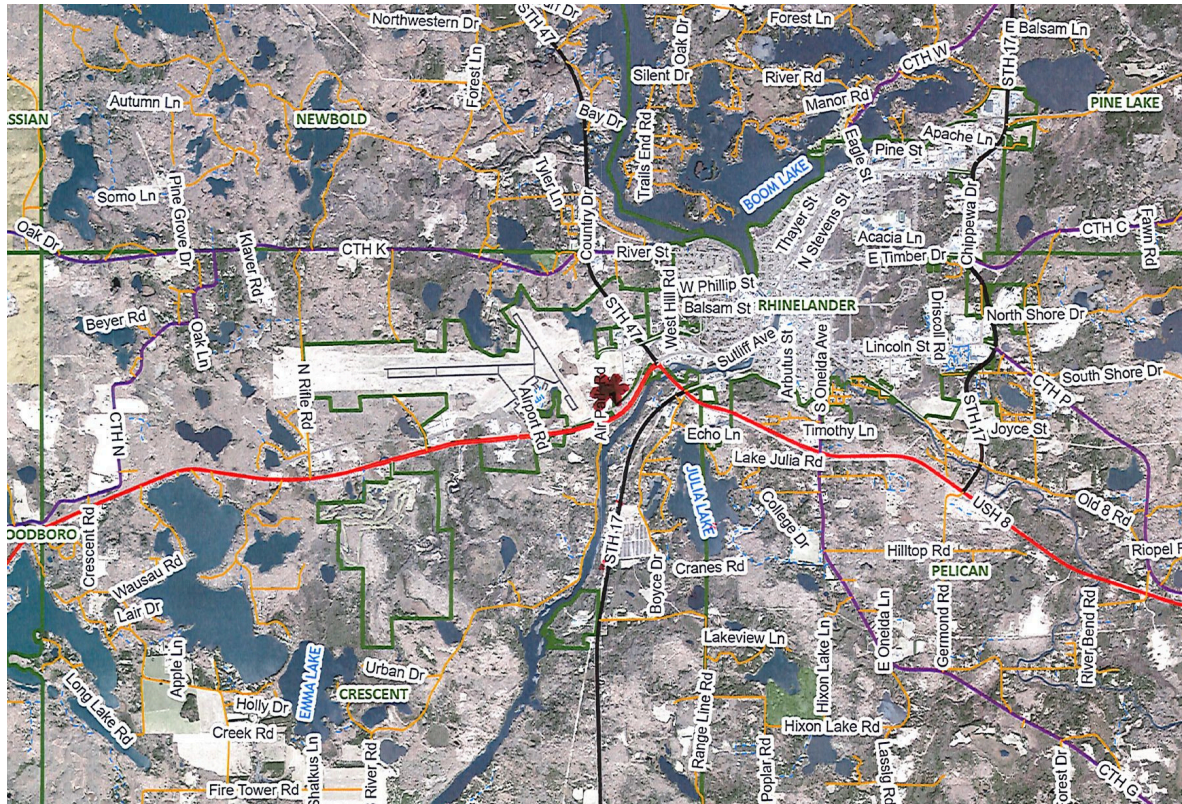 Northwestern Dr
STH 47
Forest Ln
Forest Ln
Oak Dr
CTH W
STH 17
E Balsam Ln
Silent Dr
River Rd
Manor Rd
Autumn Ln
NEWBOLD
Bay Dr
PINE LAKE
Trails End Rd
Eagle St
Pine St
Apache Ln
BOOM LAKE
Somo Ln
Pine Grove Dr
Tyler Ln
Country Dr
Thayer St
N Stevens St
Chippewa Dr
Acacia Ln
E Timber Dr
CTH C
Fawn Rd
Oak Dr
Klaver Rd
CTH K
River St
W Phillip St
Balsam St
RHINELANDER
West Hill Rd
STH 47
Driscoll Rd
North Shore Dr
Beyer Rd
Oak Ln
Sutliff Ave
Arbutus St
S Oneida Ave
Lincoln St
South Shore Dr
CTH P
N Rifle Rd
Airport Rd
STH 17
Joyce St
CTH N
Echo Ln
Timothy Ln
Lake Julia Rd
JULIA LAKE
College Dr
USH 8
Old 8 Rd
Crescent Rd
STH 17
Hilltop Rd
PELICAN
Wausau Rd
Cranes Rd
Boyce Dr
Lair Dr
Lakeview Ln
Hixon Lake Ln
E Oneida Ln
Germond Rd
River Bend Rd
Apple Ln
Urban Dr
EMMA LAKE
CRESCENT
Long Lake Rd
Holly Dr
Creek Rd
Range Line Rd
Hixon Lake Rd
Poplar Rd
Lassig Rd
CTH G
Fire Tower Rd
River Rd